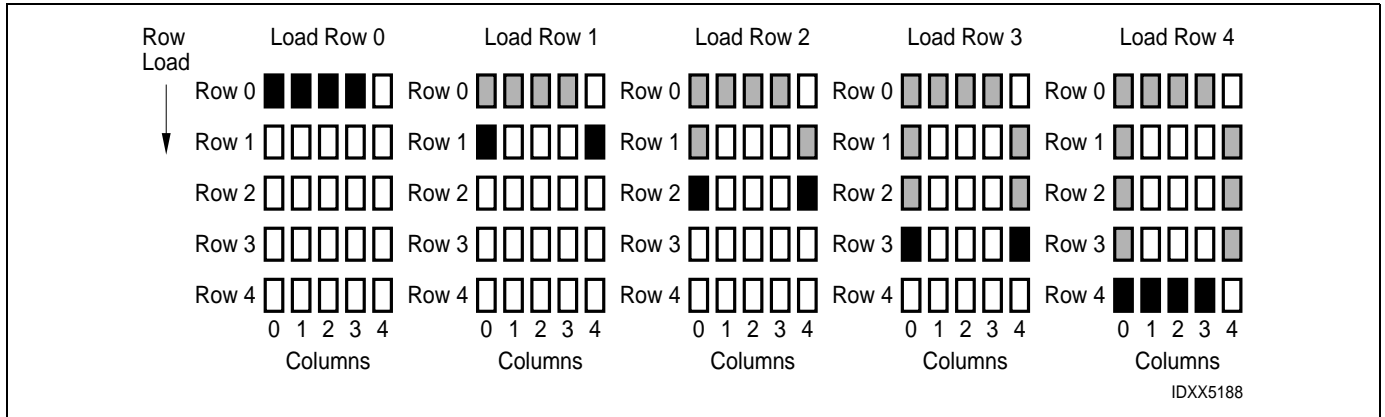 Row Load
Load Row 0
Row 0
Row 1
Row 2
Row 3
Row 4
0 1 2 3 4
Columns
Load Row 1
Row 0
Row 1
Row 2
Row 3
Row 4
0 1 2 3 4
Columns
Load Row 2
Row 0
Row 1
Row 2
Row 3
Row 4
0 1 2 3 4
Columns
Load Row 3
Row 0
Row 1
Row 2
Row 3
Row 4
0 1 2 3 4
Columns
Load Row 4
Row 0
Row 1
Row 2
Row 3
Row 4
0 1 2 3 4
Columns
IDXX5188